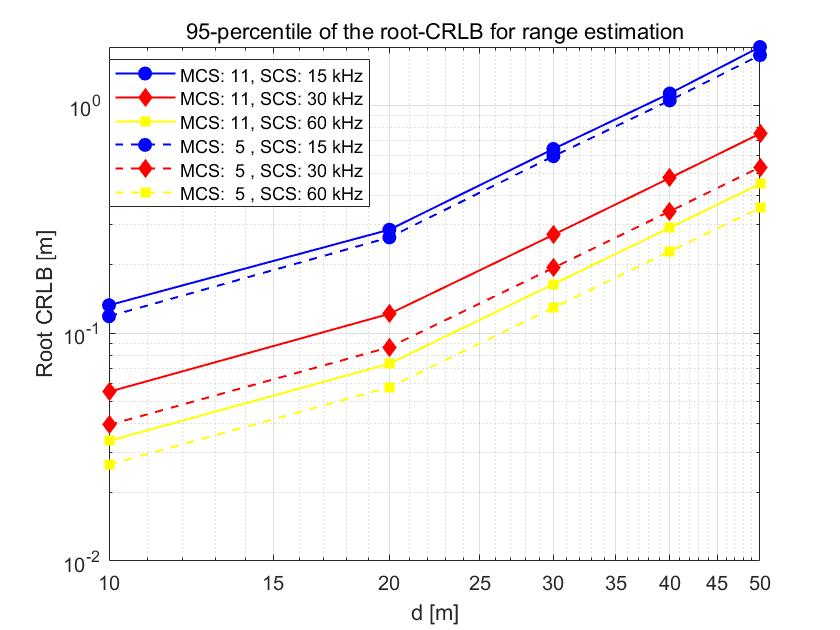 95-percentile of the root-CRLB for range estimation
MCS: 11, SCS: 15 kHz
MCS: 11, SCS: 30 kHz
MCS: 11, SCS: 60 kHz
MCS: 5 , SCS: 15 kHz
MCS: 5 , SCS: 30 kHz
MCS: 5 , SCS: 60 kHz
10^0
10^-1
10^-2
Root CRLB [m]
10 15 20 25 30 35 40 45 50
d [m]